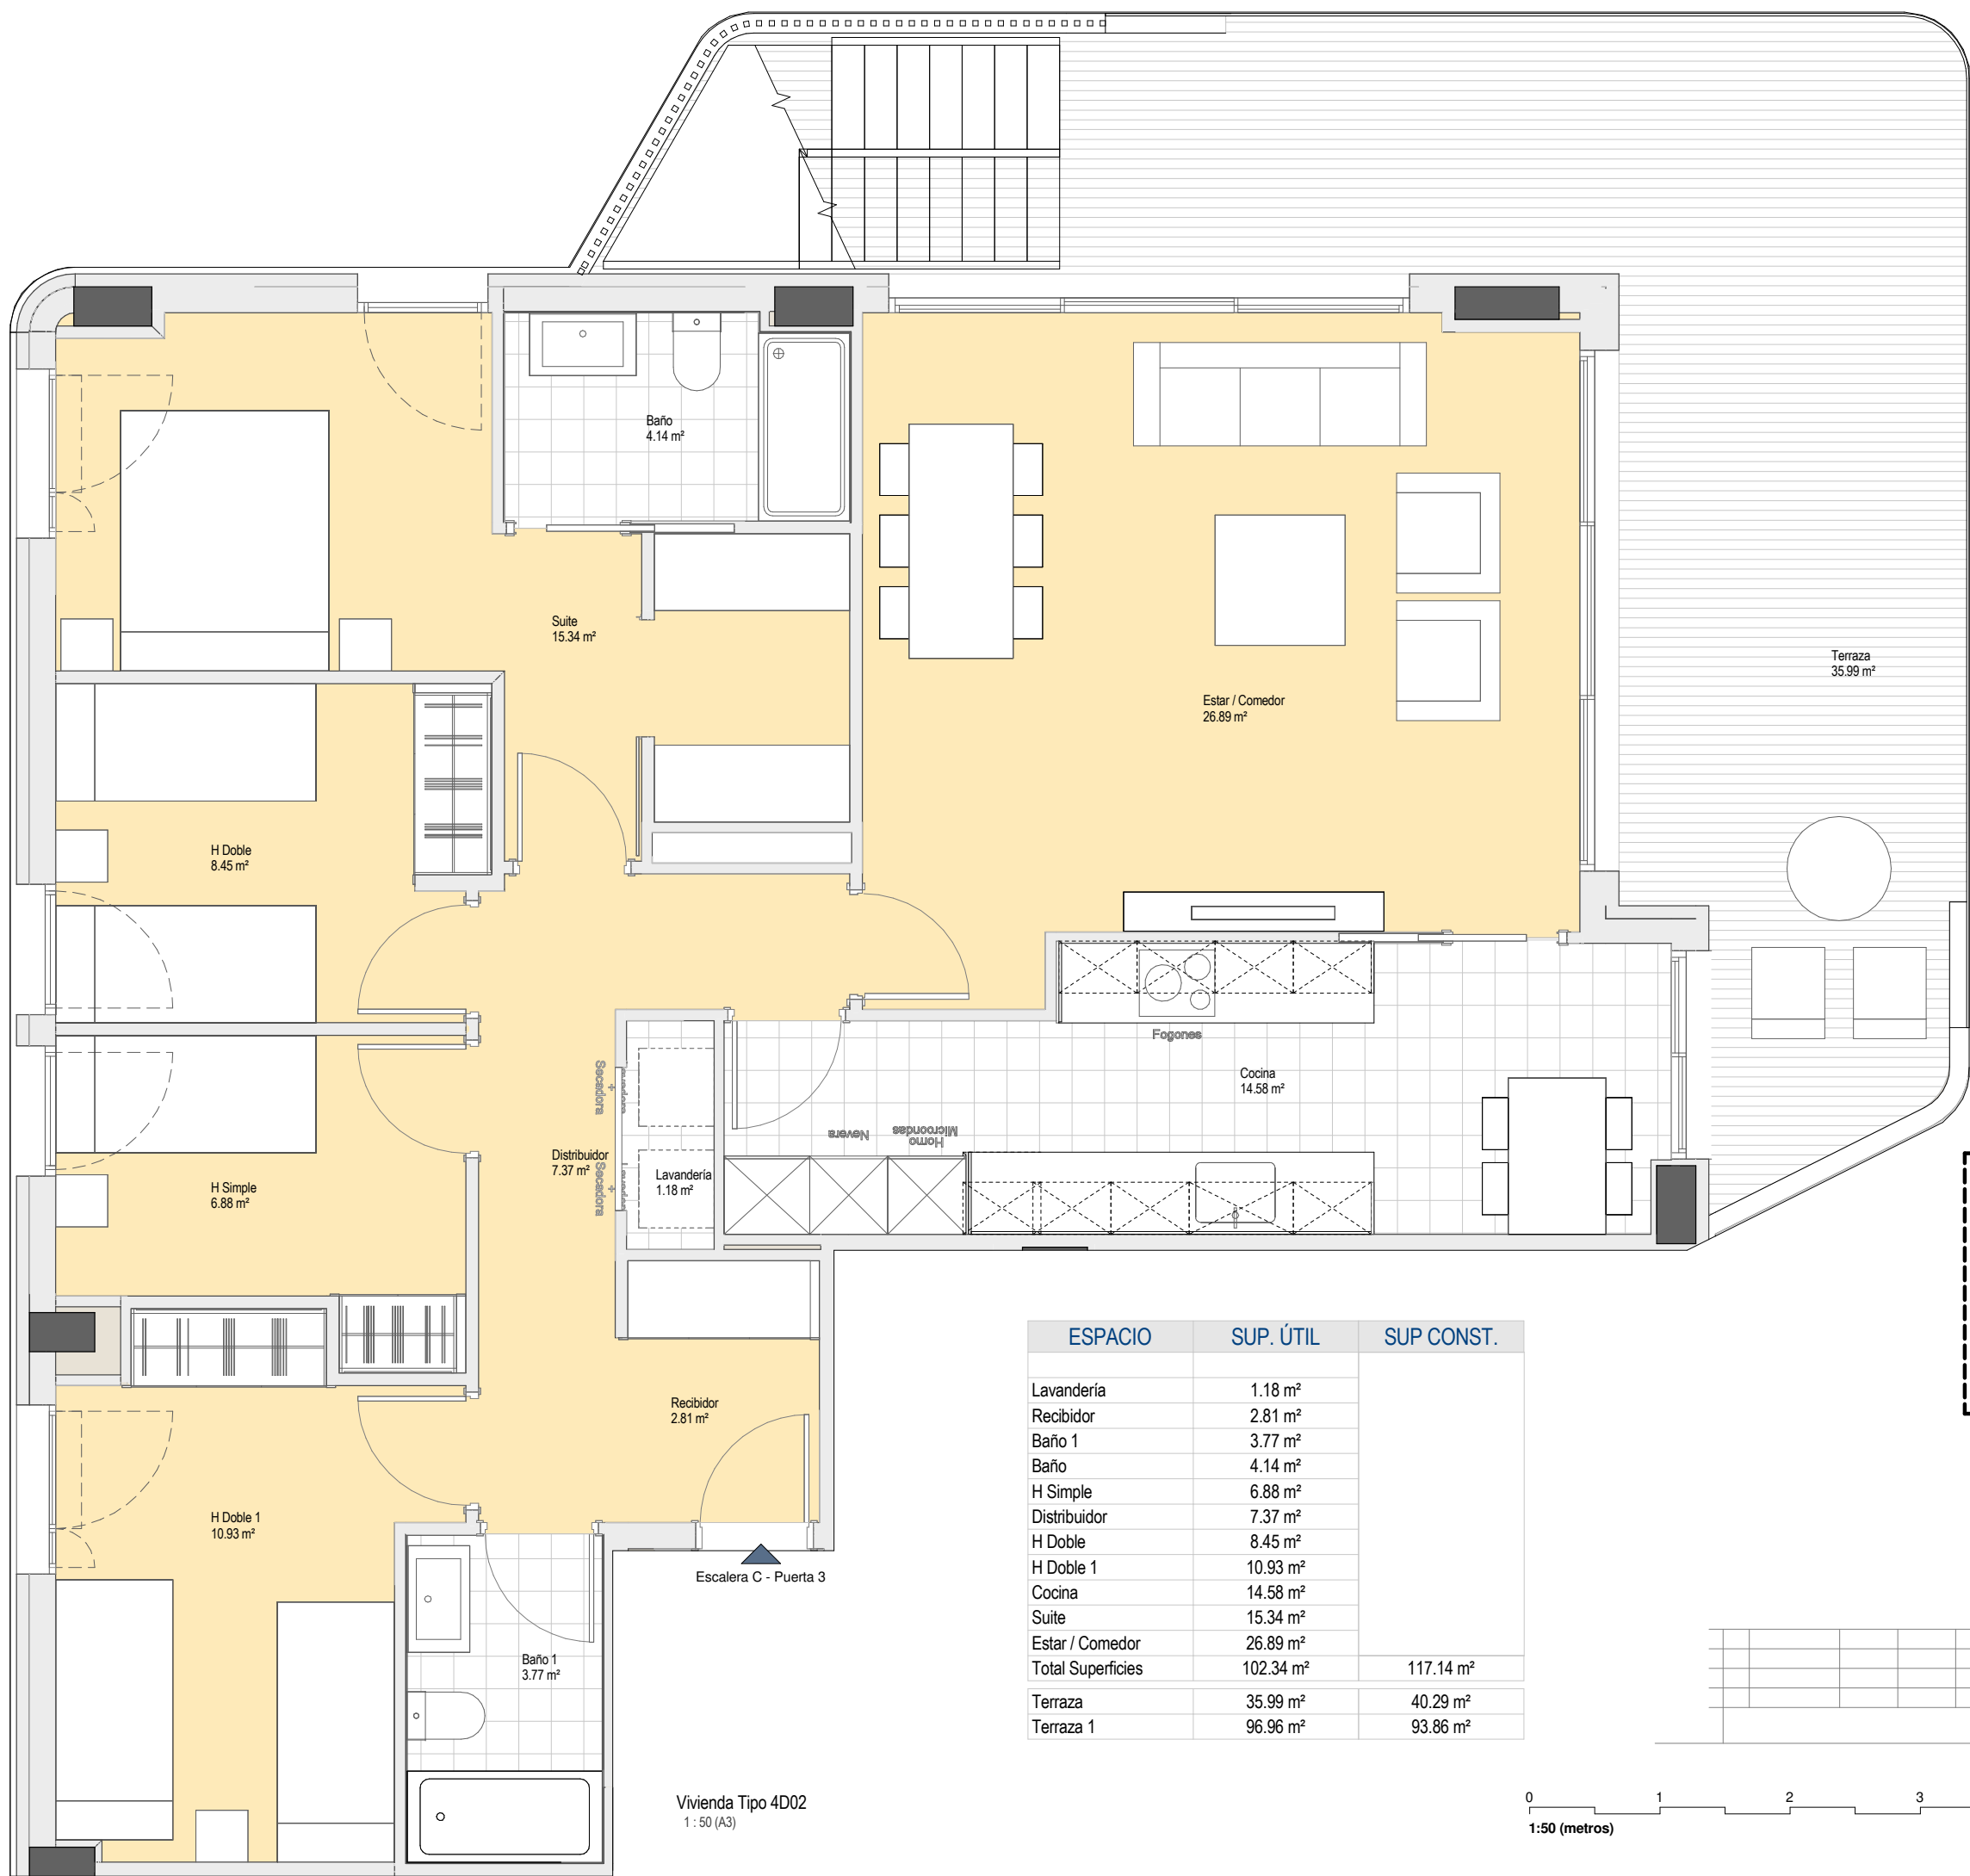 Baño
4.14 m²
Suite
15.34 m²
Estar / Comedor
26.89 m²
Terraza
35.99 m²
H Doble
8.45 m²
Fogones
Cocina
14.58 m²
Secadora
+
Nevera
Horno
Microondas
Distribuidor
7.37 m²
Secadora
+
Lavandería
1.18 m²
H Simple
6.88 m²
Recibidor
2.81 m²
H Doble 1
10.93 m²
Escalera C - Puerta 3
Baño 1
3.77 m²
ESPACIO SUP. ÚTIL SUP CONST.
Lavandería 1.18 m²
Recibidor 2.81 m²
Baño 1 3.77 m²
Baño 4.14 m²
H Simple 6.88 m²
Distribuidor 7.37 m²
H Doble 8.45 m²
H Doble 1 10.93 m²
Cocina 14.58 m²
Suite 15.34 m²
Estar / Comedor 26.89 m²
Total Superficies 102.34 m² 117.14 m²
Terraza 35.99 m² 40.29 m²
Terraza 1 96.96 m² 93.86 m²
Vivienda Tipo 4D02
1 : 50 (A3)
0 1 2 3
1:50 (metros)